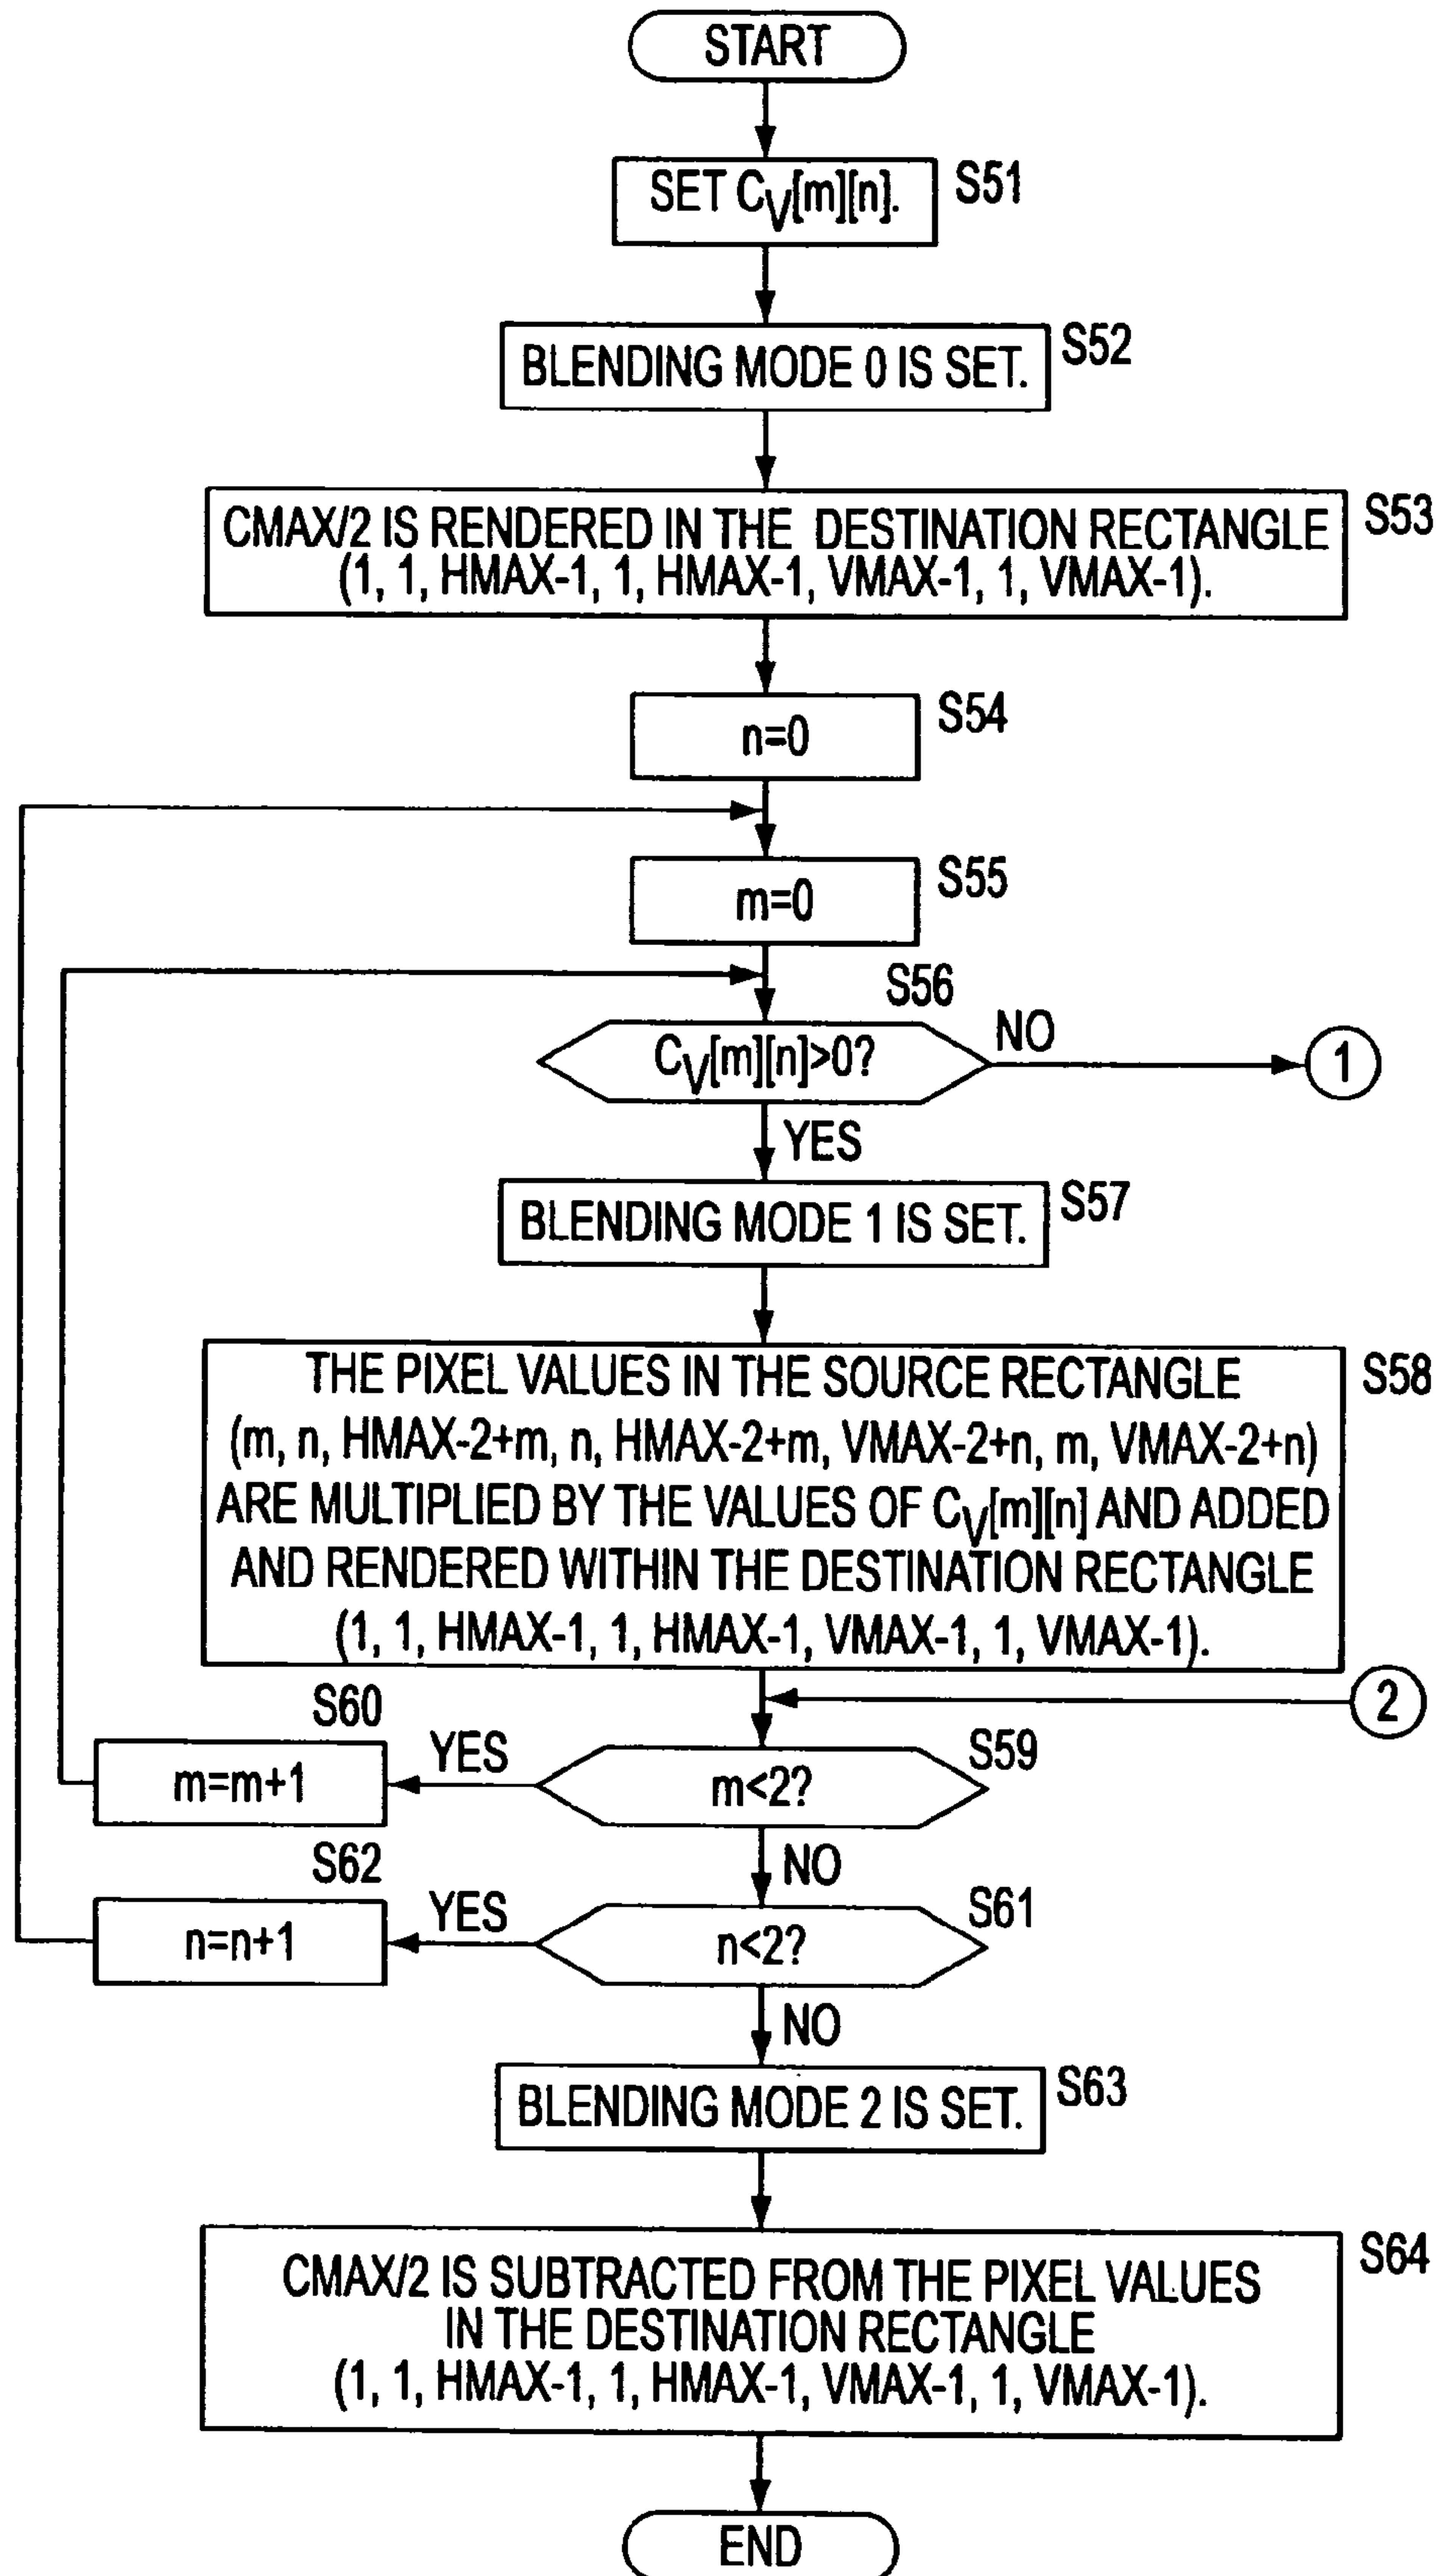 START
SET CV[m][n].
S51
BLENDING MODE 0 IS SET.
S52
CMAX/2 IS RENDERED IN THE DESTINATION RECTANGLE
(1, 1, HMAX-1, 1, HMAX-1, VMAX-1, 1, VMAX-1).
S53
n=0
S54
m=0
S55
S56
CV[m][n]>0?
NO
1
YES
BLENDING MODE 1 IS SET.
S57
THE PIXEL VALUES IN THE SOURCE RECTANGLE
(m, n, HMAX-2+m, n, HMAX-2+m, VMAX-2+n, m, VMAX-2+n)
ARE MULTIPLIED BY THE VALUES OF CV[m][n] AND ADDED
AND RENDERED WITHIN THE DESTINATION RECTANGLE
(1, 1, HMAX-1, 1, HMAX-1, VMAX-1, 1, VMAX-1).
S58
2
S60
m=m+1
YES
m<2?
S59
NO
S62
n=n+1
YES
n<2?
S61
NO
BLENDING MODE 2 IS SET.
S63
CMAX/2 IS SUBTRACTED FROM THE PIXEL VALUES
IN THE DESTINATION RECTANGLE
(1, 1, HMAX-1, 1, HMAX-1, VMAX-1, 1, VMAX-1).
S64
END